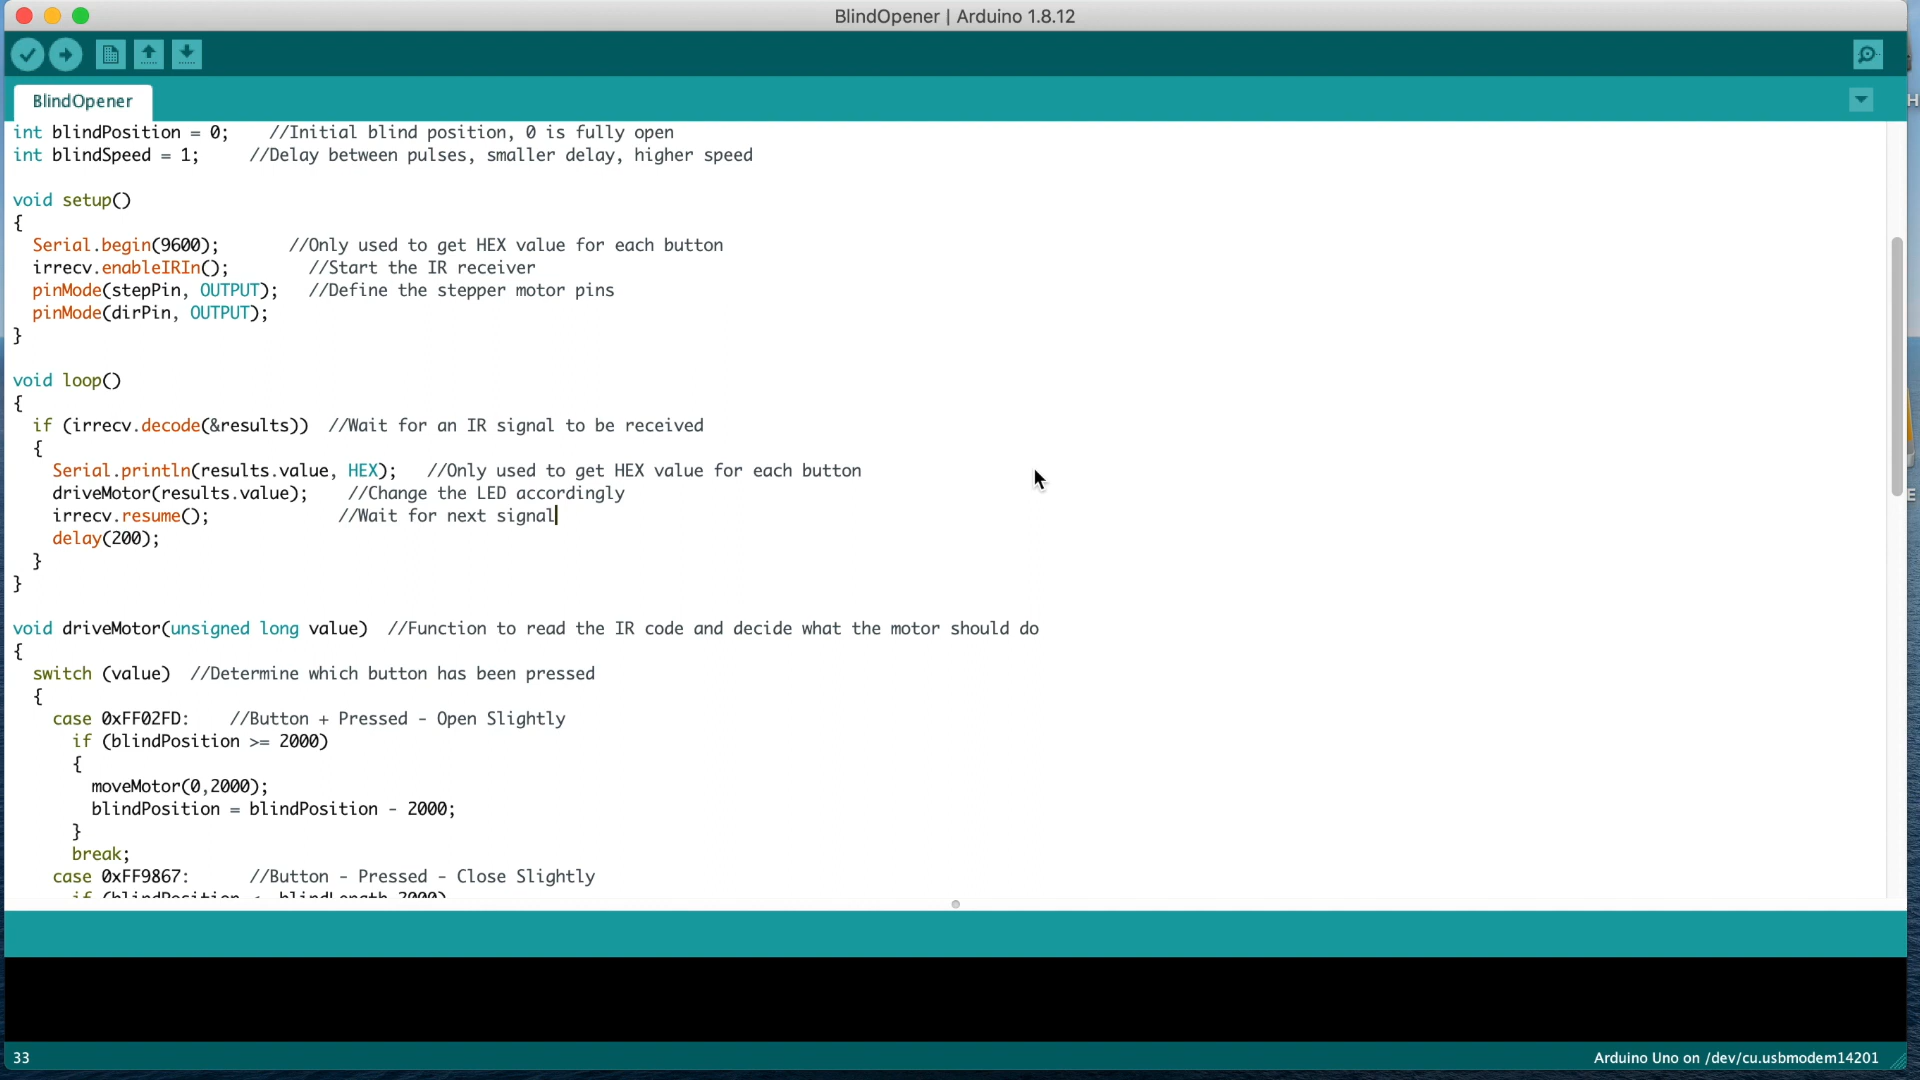 BlindOpener | Arduino 1.8.12
BlindOpener
int blindPosition = 0;    //Initial blind position, 0 is fully open
int blindSpeed = 1;     //Delay between pulses, smaller delay, higher speed
void setup()
{
  Serial.begin(9600);       //Only used to get HEX value for each button
  irrecv.enableIRIn();        //Start the IR receiver
  pinMode(stepPin, OUTPUT);   //Define the stepper motor pins
  pinMode(dirPin, OUTPUT);
}
void loop()
{
  if (irrecv.decode(&results))  //Wait for an IR signal to be received
  {
    Serial.println(results.value, HEX);   //Only used to get HEX value for each button
    driveMotor(results.value);    //Change the LED accordingly
    irrecv.resume();             //Wait for next signal
    delay(200);
  }
}
void driveMotor(unsigned long value)  //Function to read the IR code and decide what the motor should do
{
  switch (value)  //Determine which button has been pressed
  {
    case 0xFF02FD:    //Button + Pressed - Open Slightly
      if (blindPosition >= 2000)
      {
        moveMotor(0,2000);
        blindPosition = blindPosition - 2000;
      }
      break;
    case 0xFF9867:      //Button - Pressed - Close Slightly
33
Arduino Uno on /dev/cu.usbmodem14201
H
E